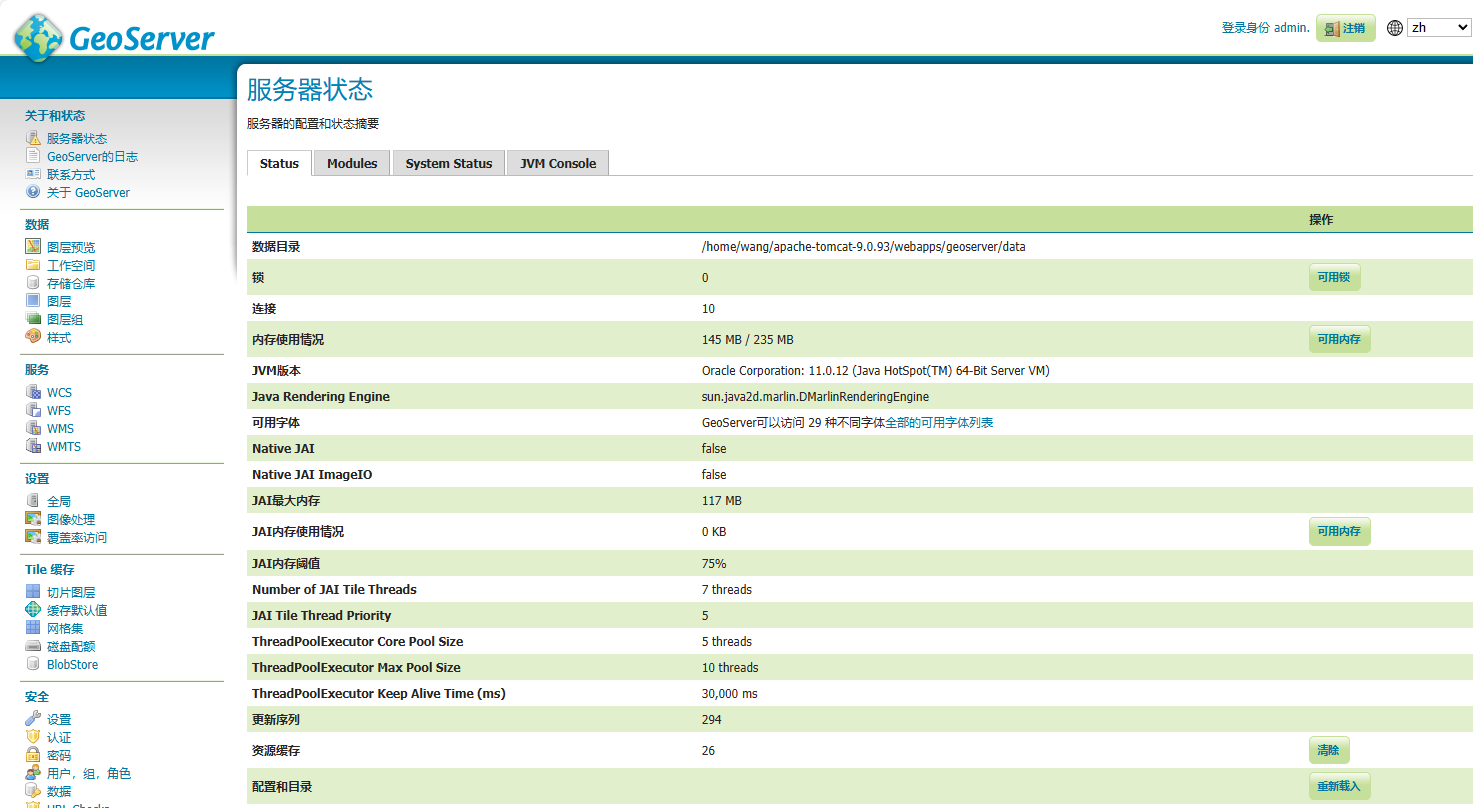 GeoServer
登录身份 admin.
注销
zh
关于和状态
服务器状态
GeoServer的日志
联系方式
关于 GeoServer
数据
图层预览
工作空间
存储仓库
图层
图层组
样式
服务
WCS
WFS
WMS
WMTS
设置
全局
图像处理
覆盖率访问
Tile 缓存
切片图层
缓存默认值
网格集
磁盘配额
BlobStore
安全
设置
认证
密码
用户，组，角色
数据
URL Checks
服务器状态
服务器的配置和状态摘要
Status Modules System Status JVM Console
操作
数据目录 /home/wang/apache-tomcat-9.0.93/webapps/geoserver/data
锁 0 可用锁
连接 10
内存使用情况 145 MB / 235 MB 可用内存
JVM版本 Oracle Corporation: 11.0.12 (Java HotSpot(TM) 64-Bit Server VM)
Java Rendering Engine sun.java2d.marlin.DMarlinRenderingEngine
可用字体 GeoServer可以访问 29 种不同字体全部的可用字体列表
Native JAI false
Native JAI ImageIO false
JAI最大内存 117 MB
JAI内存使用情况 0 KB 可用内存
JAI内存阈值 75%
Number of JAI Tile Threads 7 threads
JAI Tile Thread Priority 5
ThreadPoolExecutor Core Pool Size 5 threads
ThreadPoolExecutor Max Pool Size 10 threads
ThreadPoolExecutor Keep Alive Time (ms) 30,000 ms
更新序列 294
资源缓存 26 清除
配置和目录 重新载入